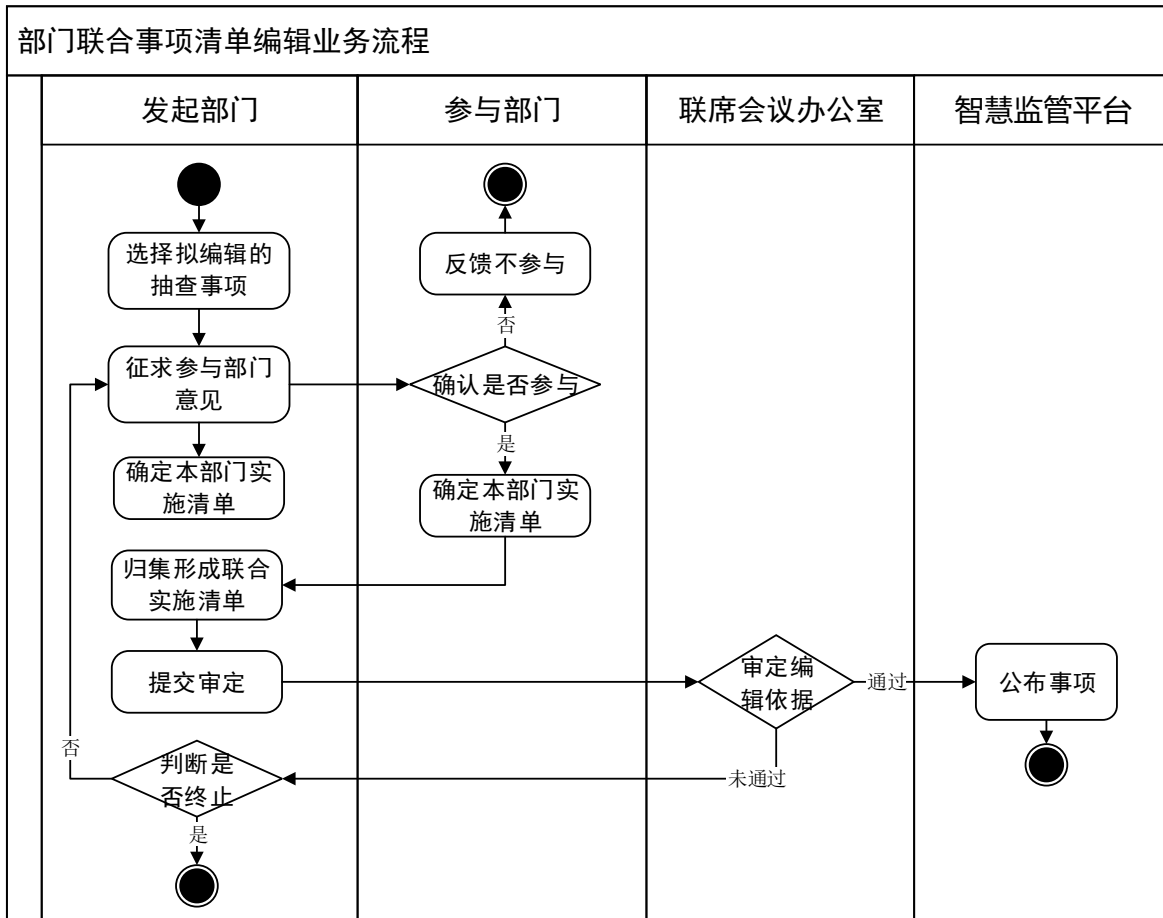 部门联合事项清单编辑业务流程
发起部门
参与部门
联席会议办公室
智慧监管平台
选择拟编辑的
抽查事项
反馈不参与
否
征求参与部门
意见
确认是否参与
是
确定本部门实
施清单
确定本部门实
施清单
归集形成联合
实施清单
提交审定
审定编
辑依据
通过
公布事项
否
判断是
否终止
未通过
是